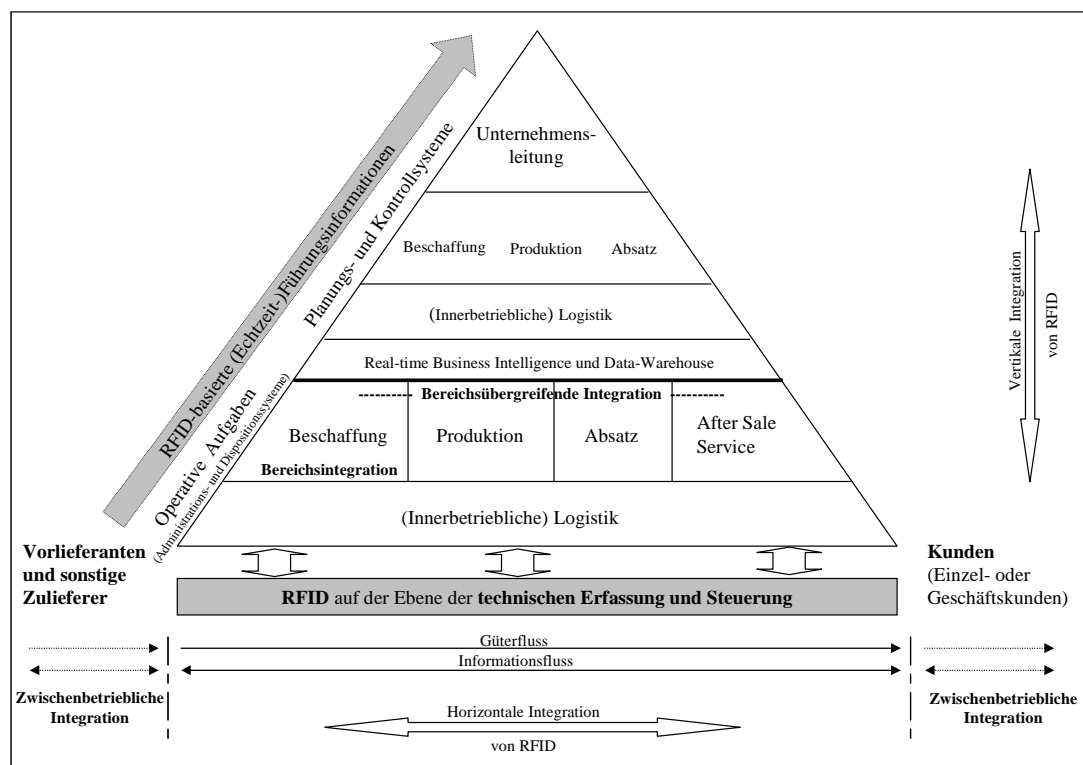 Unternehmens-
leitung
Beschaffung Produktion Absatz
(Innerbetriebliche) Logistik
Real-time Business Intelligence und Data-Warehouse
Bereichsübergreifende Integration
Beschaffung
Produktion
Absatz
After Sale
Service
Bereichsintegration
(Innerbetriebliche) Logistik
RFID-basierte (Echtzeit-)Führungsinformationen
Planungs- und Kontrollsysteme
Operative Aufgaben
(Administrations- und Dispositionssysteme)
Vertikale Integration
von RFID
Vorlieferanten
und sonstige
Zulieferer
RFID auf der Ebene der technischen Erfassung und Steuerung
Kunden
(Einzel- oder
Geschäftskunden)
Güterfluss
Informationsfluss
Zwischenbetriebliche
Integration
Horizontale Integration
von RFID
Zwischenbetriebliche
Integration